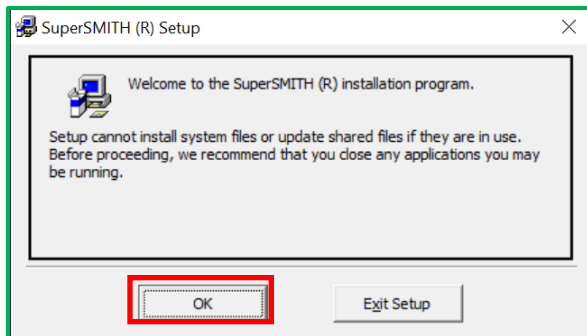 SuperSMITH (R) Setup
Welcome to the SuperSMITH (R) installation program.
Setup cannot install system files or update shared files if they are in use.
Before proceeding, we recommend that you close any applications you may
be running.
OK
Exit Setup